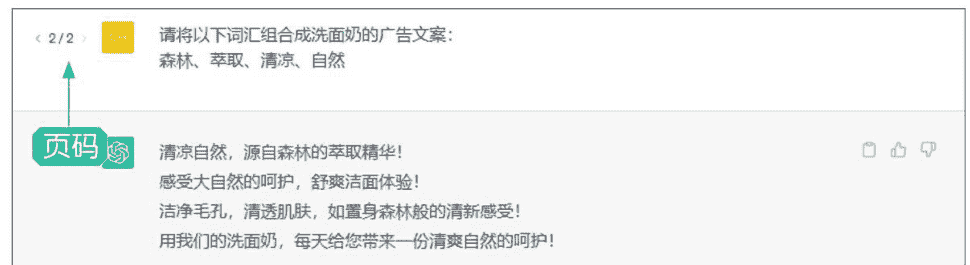 < 2/2 >
请将以下词汇组合成洗面奶的广告文案：
森林、萃取、清凉、自然
页码
清凉自然，源自森林的萃取精华！
感受大自然的呵护，舒爽洁面体验！
洁净毛孔，清透肌肤，如置身森林般的清新感受！
用我们的洗面奶，每天给您带来一份清爽自然的呵护！